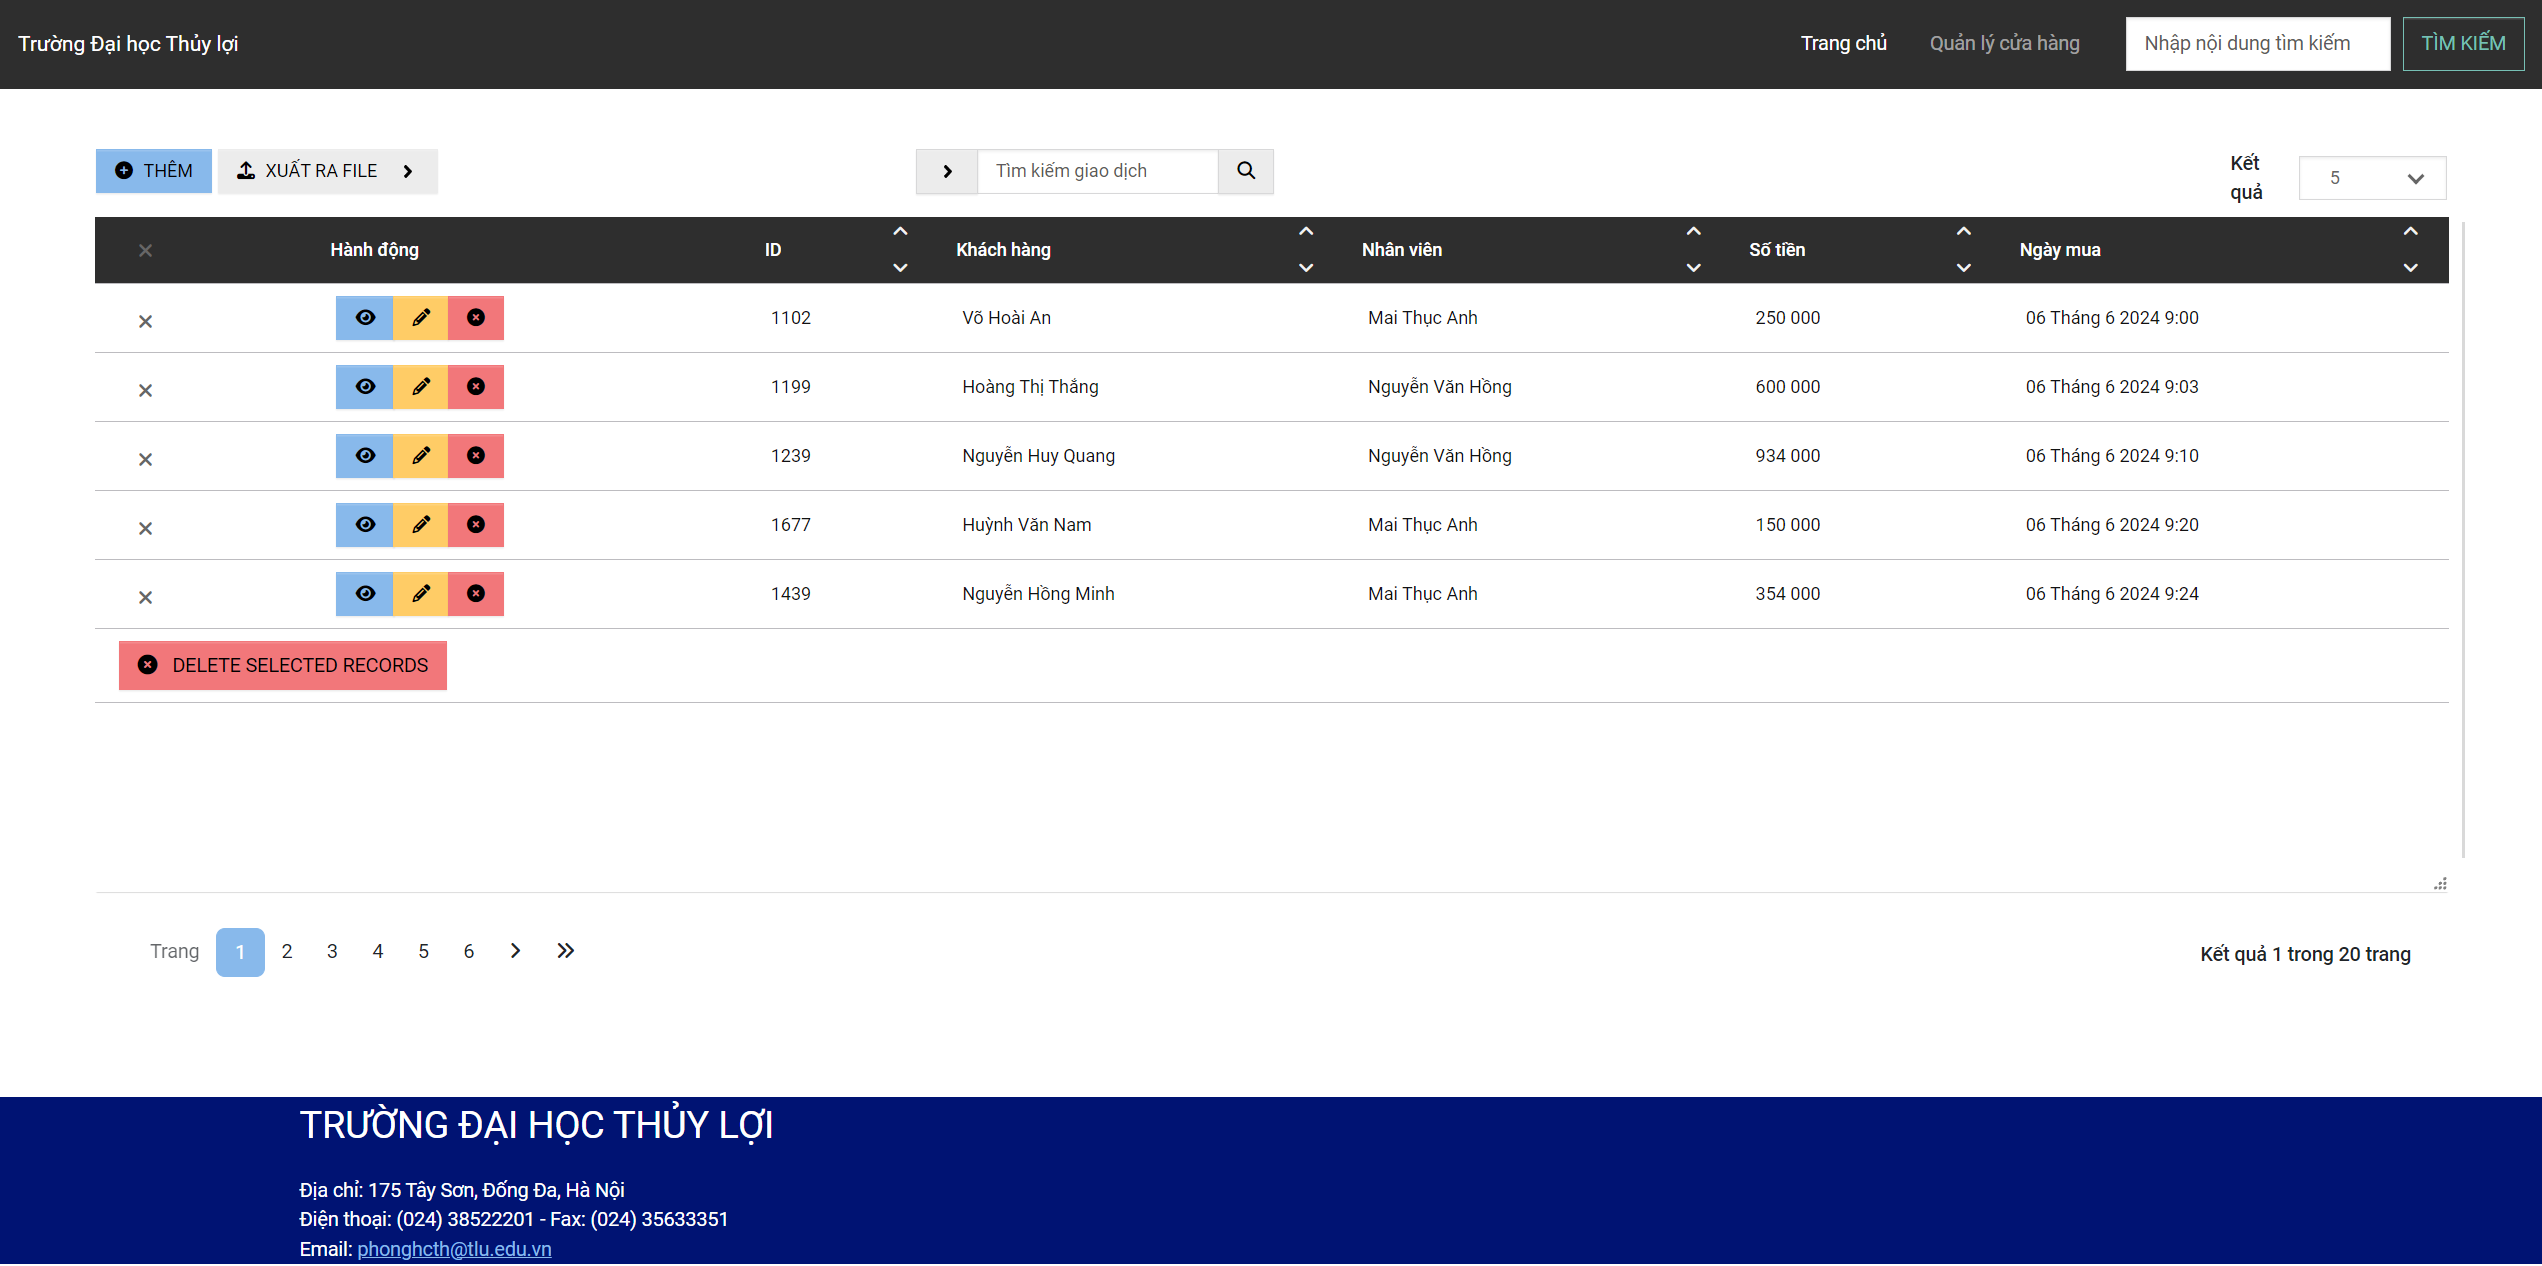 Trường Đại học Thủy lợi
Trang chủ Quản lý cửa hàng Nhập nội dung tìm kiếm TÌM KIẾM
THÊM XUẤT RA FILE Tìm kiếm giao dịch Kết quả 5
Hành động ID Khách hàng Nhân viên Số tiền Ngày mua
1102 Võ Hoài An Mai Thục Anh 250 000 06 Tháng 6 2024 9:00
1199 Hoàng Thị Thắng Nguyễn Văn Hồng 600 000 06 Tháng 6 2024 9:03
1239 Nguyễn Huy Quang Nguyễn Văn Hồng 934 000 06 Tháng 6 2024 9:10
1677 Huỳnh Văn Nam Mai Thục Anh 150 000 06 Tháng 6 2024 9:20
1439 Nguyễn Hồng Minh Mai Thục Anh 354 000 06 Tháng 6 2024 9:24
DELETE SELECTED RECORDS
Trang 1 2 3 4 5 6 Kết quả 1 trong 20 trang
TRƯỜNG ĐẠI HỌC THỦY LỢI
Địa chỉ: 175 Tây Sơn, Đống Đa, Hà Nội
Điện thoại: (024) 38522201 - Fax: (024) 35633351
Email: phonghcth@tlu.edu.vn